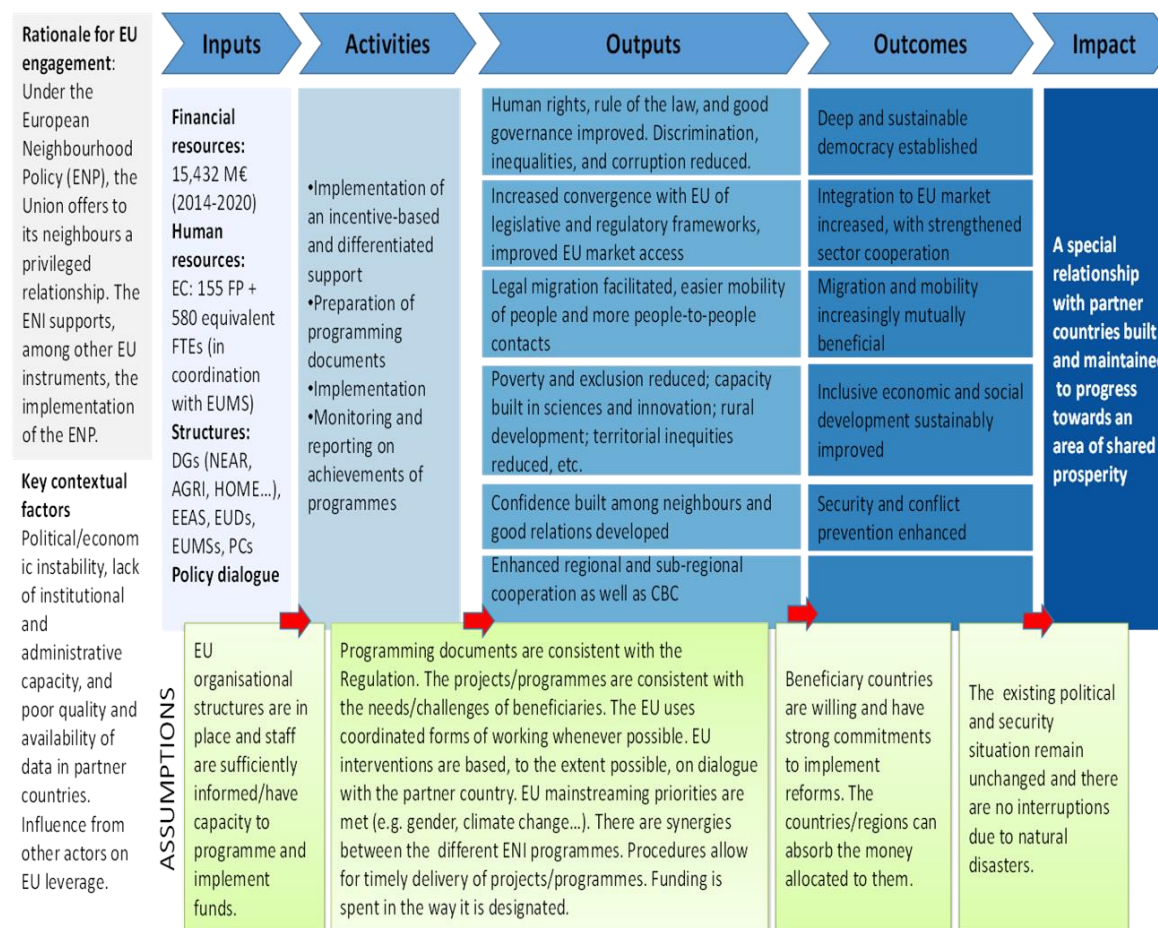 Rationale for EU
engagement:
Under the
European
Neighbourhood
Policy (ENP), the
Union offers to
its neighbours a
privileged
relationship. The
ENI supports,
among other EU
instruments, the
implementation
of the ENP.
Key contextual
factors
Political/econom
ic instability, lack
of institutional
and
administrative
capacity, and
poor quality and
availability of
data in partner
countries.
Influence from
other actors on
EU leverage.
Inputs
Activities
Outputs
Outcomes
Impact
Financial
resources:
15,432 M€
(2014-2020)
Human
resources:
EC: 155 FP +
580 equivalent
FTEs (in
coordination
with EUMS)
Structures:
DGs (NEAR,
AGRI, HOME...),
EEAS, EUDs,
EUMSs, PCs
Policy dialogue
•Implementation of
an incentive-based
and differentiated
support
•Preparation of
programming
documents
•Implementation
•Monitoring and
reporting on
achievements of
programmes
Human rights, rule of the law, and good
governance improved. Discrimination,
inequalities, and corruption reduced.
Increased convergence with EU of
legislative and regulatory frameworks,
improved EU market access
Legal migration facilitated, easier mobility
of people and more people-to-people
contacts
Poverty and exclusion reduced; capacity
built in sciences and innovation; rural
development; territorial inequities
reduced, etc.
Confidence built among neighbours and
good relations developed
Enhanced regional and sub-regional
cooperation as well as CBC
Deep and sustainable
democracy established
Integration to EU market
increased, with strengthened
sector cooperation
Migration and mobility
increasingly mutually
beneficial
Inclusive economic and social
development sustainably
improved
Security and conflict
prevention enhanced
A special
relationship
with partner
countries built
and maintained
to progress
towards an
area of shared
prosperity
ASSUMPTIONS
EU
organisational
structures are in
place and staff
are sufficiently
informed/have
capacity to
programme and
implement
funds.
Programming documents are consistent with the
Regulation. The projects/programmes are consistent with
the needs/challenges of beneficiaries. The EU uses
coordinated forms of working whenever possible. EU
interventions are based, to the extent possible, on dialogue
with the partner country. EU mainstreaming priorities are
met (e.g. gender, climate change...). There are synergies
between the different ENI programmes. Procedures allow
for timely delivery of projects/programmes. Funding is
spent in the way it is designated.
Beneficiary countries
are willing and have
strong commitments
to implement
reforms. The
countries/regions can
absorb the money
allocated to them.
The existing political
and security
situation remain
unchanged and there
are no interruptions
due to natural
disasters.